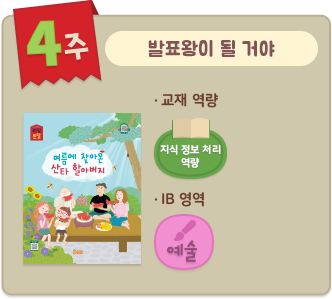 4주
발표왕이 될 거야
· 교재 역량
지식 정보 처리
역량
여름에 찾아온
산타 할아버지
· IB 영역
예술